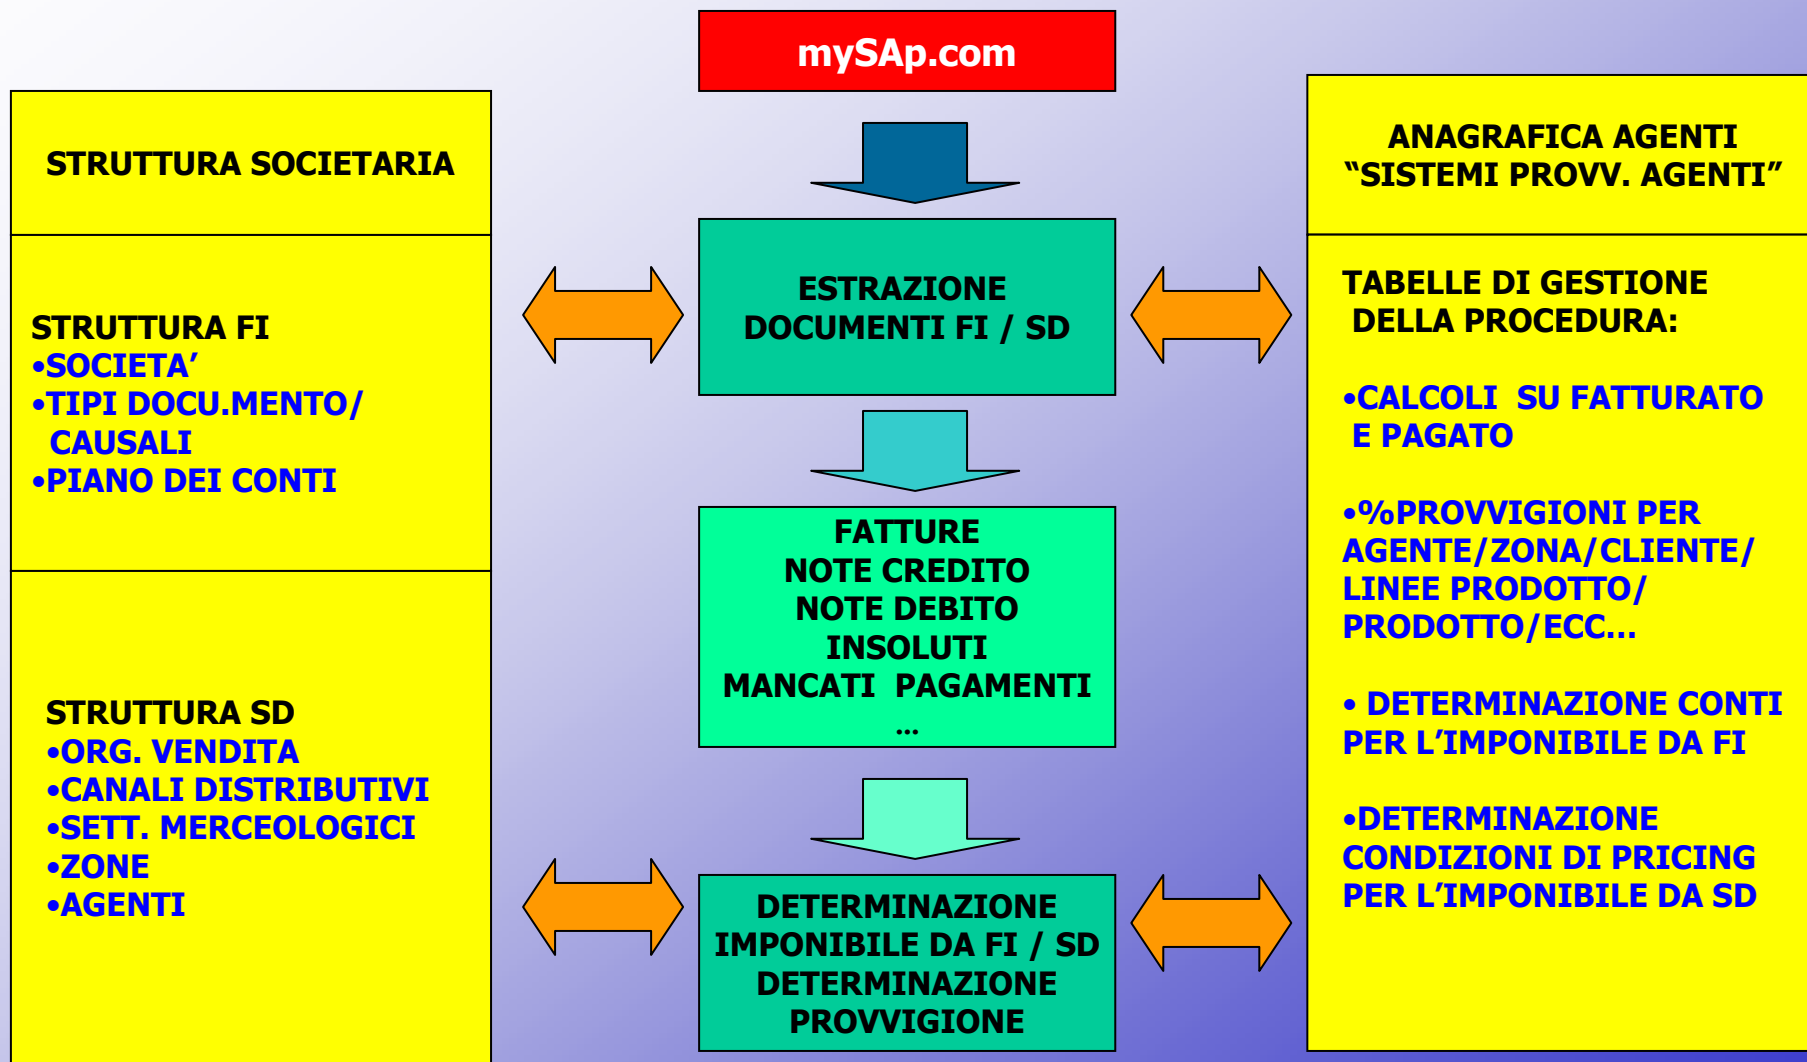 mySAp.com
STRUTTURA SOCIETARIA
STRUTTURA FI
•SOCIETA’
•TIPI DOCU.MENTO/
CAUSALI
•PIANO DEI CONTI
STRUTTURA SD
•ORG. VENDITA
•CANALI DISTRIBUTIVI
•SETT. MERCEOLOGICI
•ZONE
•AGENTI
ESTRAZIONE
DOCUMENTI FI / SD
FATTURE
NOTE CREDITO
NOTE DEBITO
INSOLUTI
MANCATI  PAGAMENTI
...
DETERMINAZIONE
IMPONIBILE DA FI / SD
DETERMINAZIONE
PROVVIGIONE
ANAGRAFICA AGENTI
“SISTEMI PROVV. AGENTI”
TABELLE DI GESTIONE
DELLA PROCEDURA:
•CALCOLI  SU FATTURATO
E PAGATO
•%PROVVIGIONI PER
AGENTE/ZONA/CLIENTE/
LINEE PRODOTTO/
PRODOTTO/ECC...
• DETERMINAZIONE CONTI
PER L’IMPONIBILE DA FI
•DETERMINAZIONE
CONDIZIONI DI PRICING
PER L’IMPONIBILE DA SD